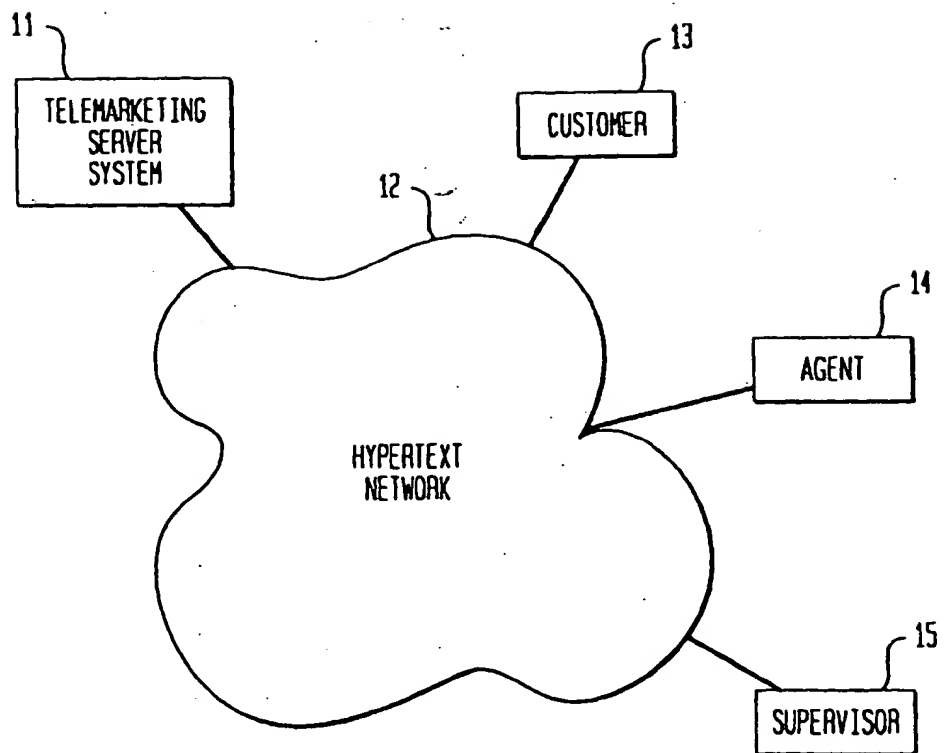 11
TELEMARKETING
SERVER
SYSTEM
13
CUSTOMER
12
14
AGENT
HYPERTEXT
NETWORK
15
SUPERVISOR